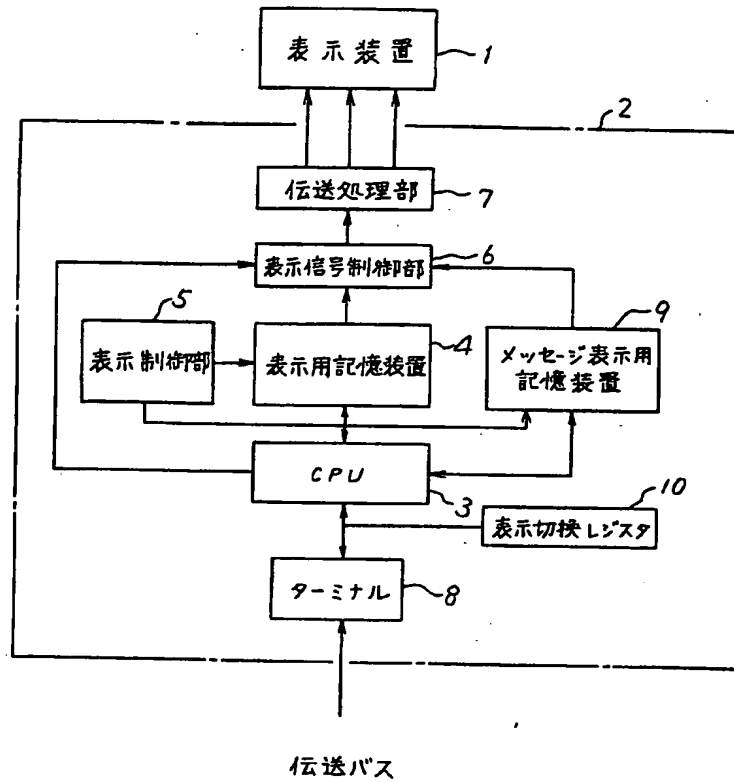 表示装置
1
2
伝送処理部
7
表示信号制御部
6
5
表示制御部
表示用記憶装置
4
9
メッセージ表示用
記憶装置
CPU
3
10
表示切換レジスタ
ターミナル
8
伝送バス